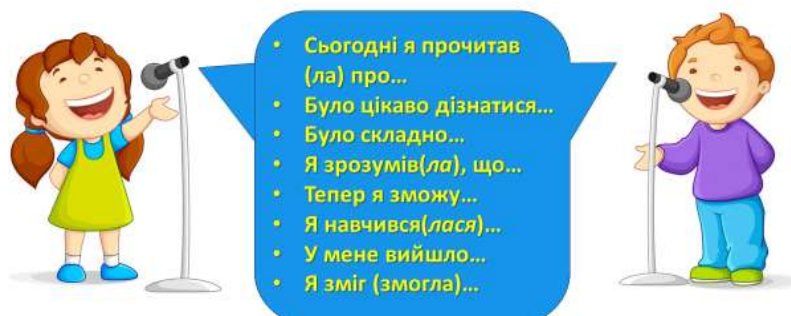 • Сьогодні я прочитав
(ла) про…
• Було цікаво дізнатися…
• Було складно…
• Я зрозумів(ла), що…
• Тепер я зможу…
• Я навчився(лася)…
• У мене вийшло…
• Я зміг (змогла)…